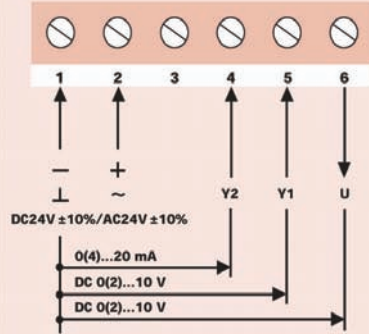 1 2 3 4 5 6
− +
⊥ ~ Y2 Y1 U
DC24V ±10%/AC24V ±10%
0(4)...20 mA
DC 0(2)...10 V
DC 0(2)...10 V